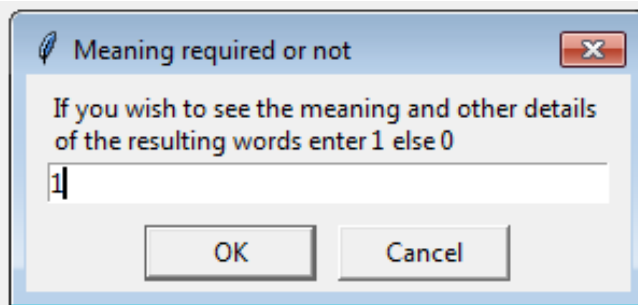 Meaning required or not
If you wish to see the meaning and other details
of the resulting words enter 1 else 0
1
OK Cancel